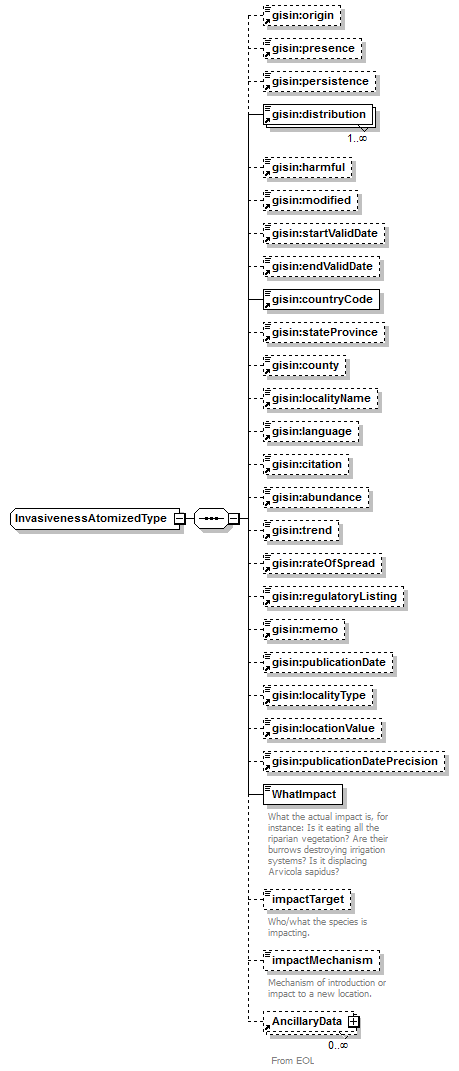 gisin:origin
gisin:presence
gisin:persistence
gisin:distribution
1..∞
gisin:harmful
gisin:modified
gisin:startValidDate
gisin:endValidDate
gisin:countryCode
gisin:stateProvince
gisin:county
gisin:localityName
gisin:language
gisin:citation
gisin:abundance
InvasivenessAtomizedType
gisin:trend
gisin:rateOfSpread
gisin:regulatoryListing
gisin:memo
gisin:publicationDate
gisin:localityType
gisin:locationValue
gisin:publicationDatePrecision
WhatImpact
What the actual impact is, for
instance: Is it eating all the
riparian vegetation? Are their
burrows destroying irrigation
systems? Is it displacing
Arvicola sapidus?
impactTarget
Who/what the species is
impacting.
impactMechanism
Mechanism of introduction or
impact to a new location.
AncillaryData
0..∞
From EOL